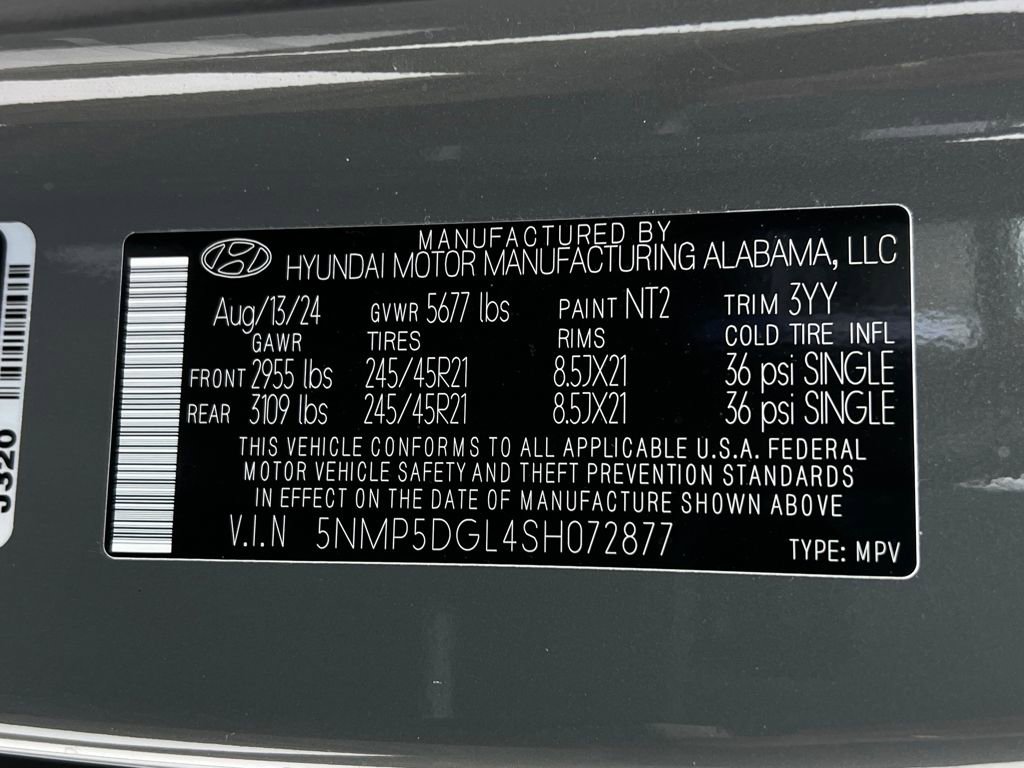 MANUFACTURED BY
HYUNDAI MOTOR MANUFACTURING ALABAMA, LLC
Aug/13/24 GVWR 5677 lbs PAINT NT2 TRIM 3YY
GAWR TIRES RIMS COLD TIRE INFL
FRONT 2955 lbs 245/45R21 8.5JX21 36 psi SINGLE
REAR 3109 lbs 245/45R21 8.5JX21 36 psi SINGLE
THIS VEHICLE CONFORMS TO ALL APPLICABLE U.S.A. FEDERAL
MOTOR VEHICLE SAFETY AND THEFT PREVENTION STANDARDS
IN EFFECT ON THE DATE OF MANUFACTURE SHOWN ABOVE
V.I.N 5NMP5DGL4SH072877 TYPE: MPV
J320